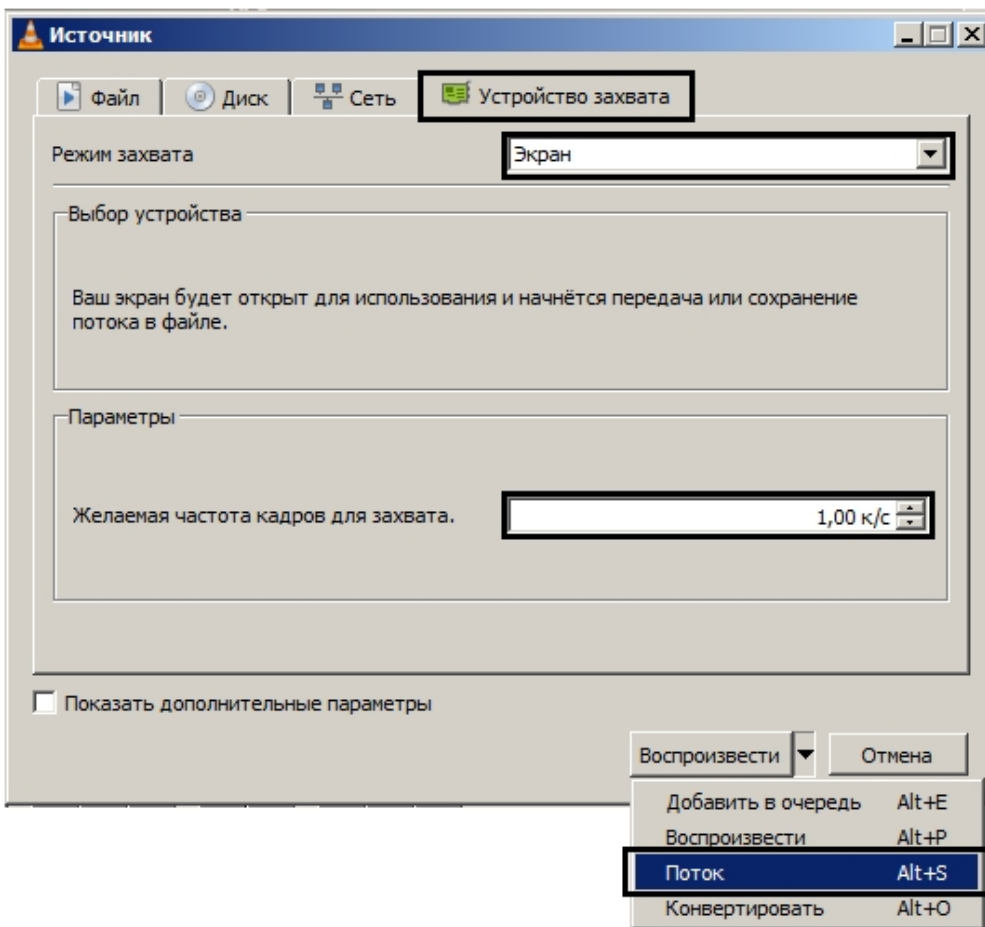 Источник
Файл Диск Сеть Устройство захвата
Режим захвата Экран
Выбор устройства
Ваш экран будет открыт для использования и начнётся передача или сохранение
потока в файле.
Параметры
Желаемая частота кадров для захвата. 1,00 к/с
Показать дополнительные параметры
Воспроизвести Отмена
Добавить в очередь Alt+E
Воспроизвести Alt+P
Поток Alt+S
Конвертировать Alt+O